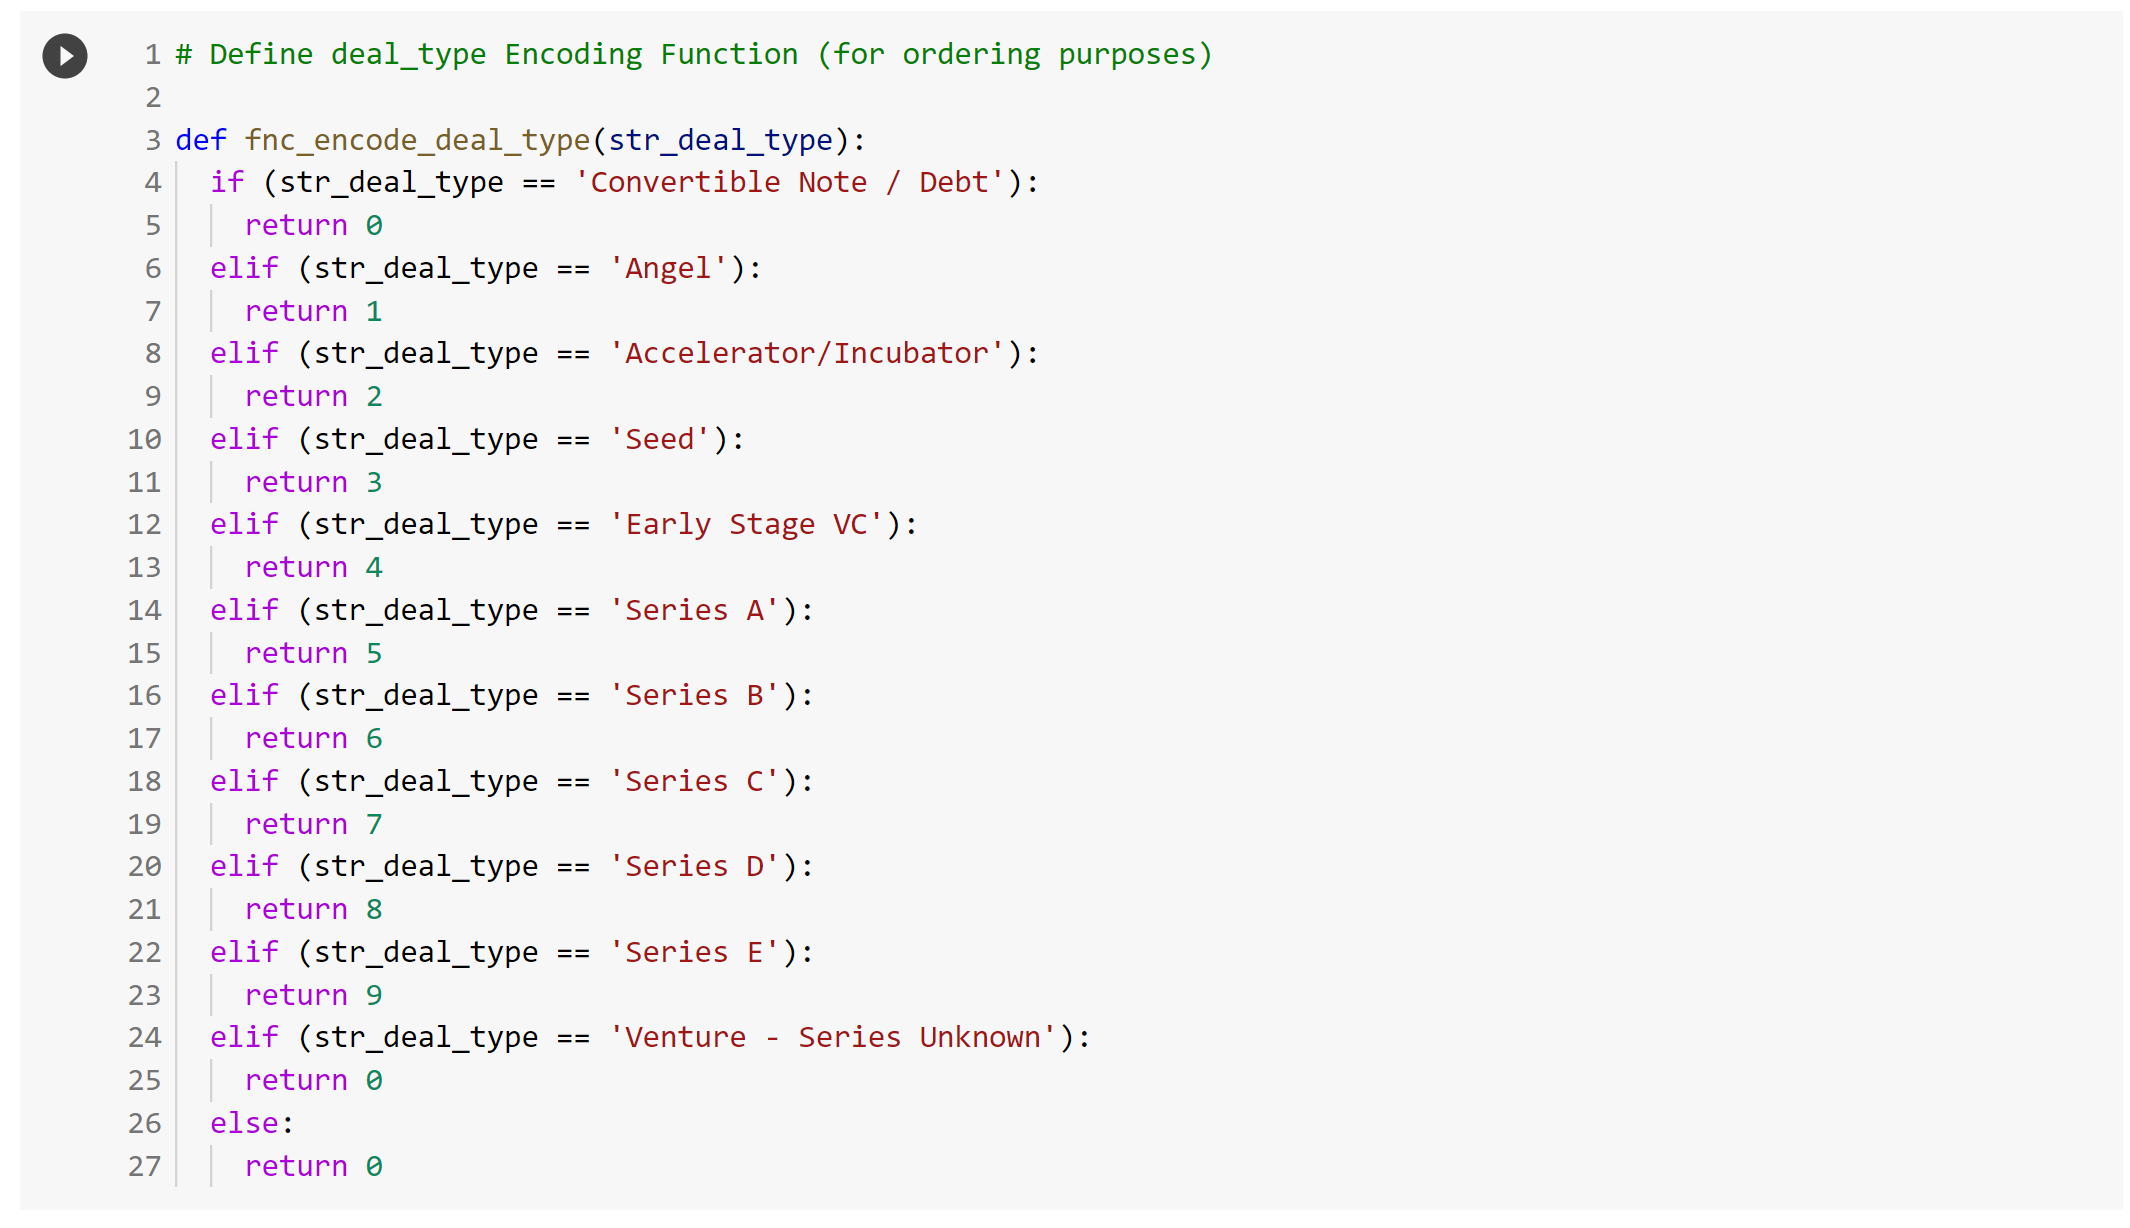 1 # Define deal_type Encoding Function (for ordering purposes)
2
3 def fnc_encode_deal_type(str_deal_type):
4   if (str_deal_type == 'Convertible Note / Debt'):
5     return 0
6   elif (str_deal_type == 'Angel'):
7     return 1
8   elif (str_deal_type == 'Accelerator/Incubator'):
9     return 2
10   elif (str_deal_type == 'Seed'):
11     return 3
12   elif (str_deal_type == 'Early Stage VC'):
13     return 4
14   elif (str_deal_type == 'Series A'):
15     return 5
16   elif (str_deal_type == 'Series B'):
17     return 6
18   elif (str_deal_type == 'Series C'):
19     return 7
20   elif (str_deal_type == 'Series D'):
21     return 8
22   elif (str_deal_type == 'Series E'):
23     return 9
24   elif (str_deal_type == 'Venture - Series Unknown'):
25     return 0
26   else:
27     return 0